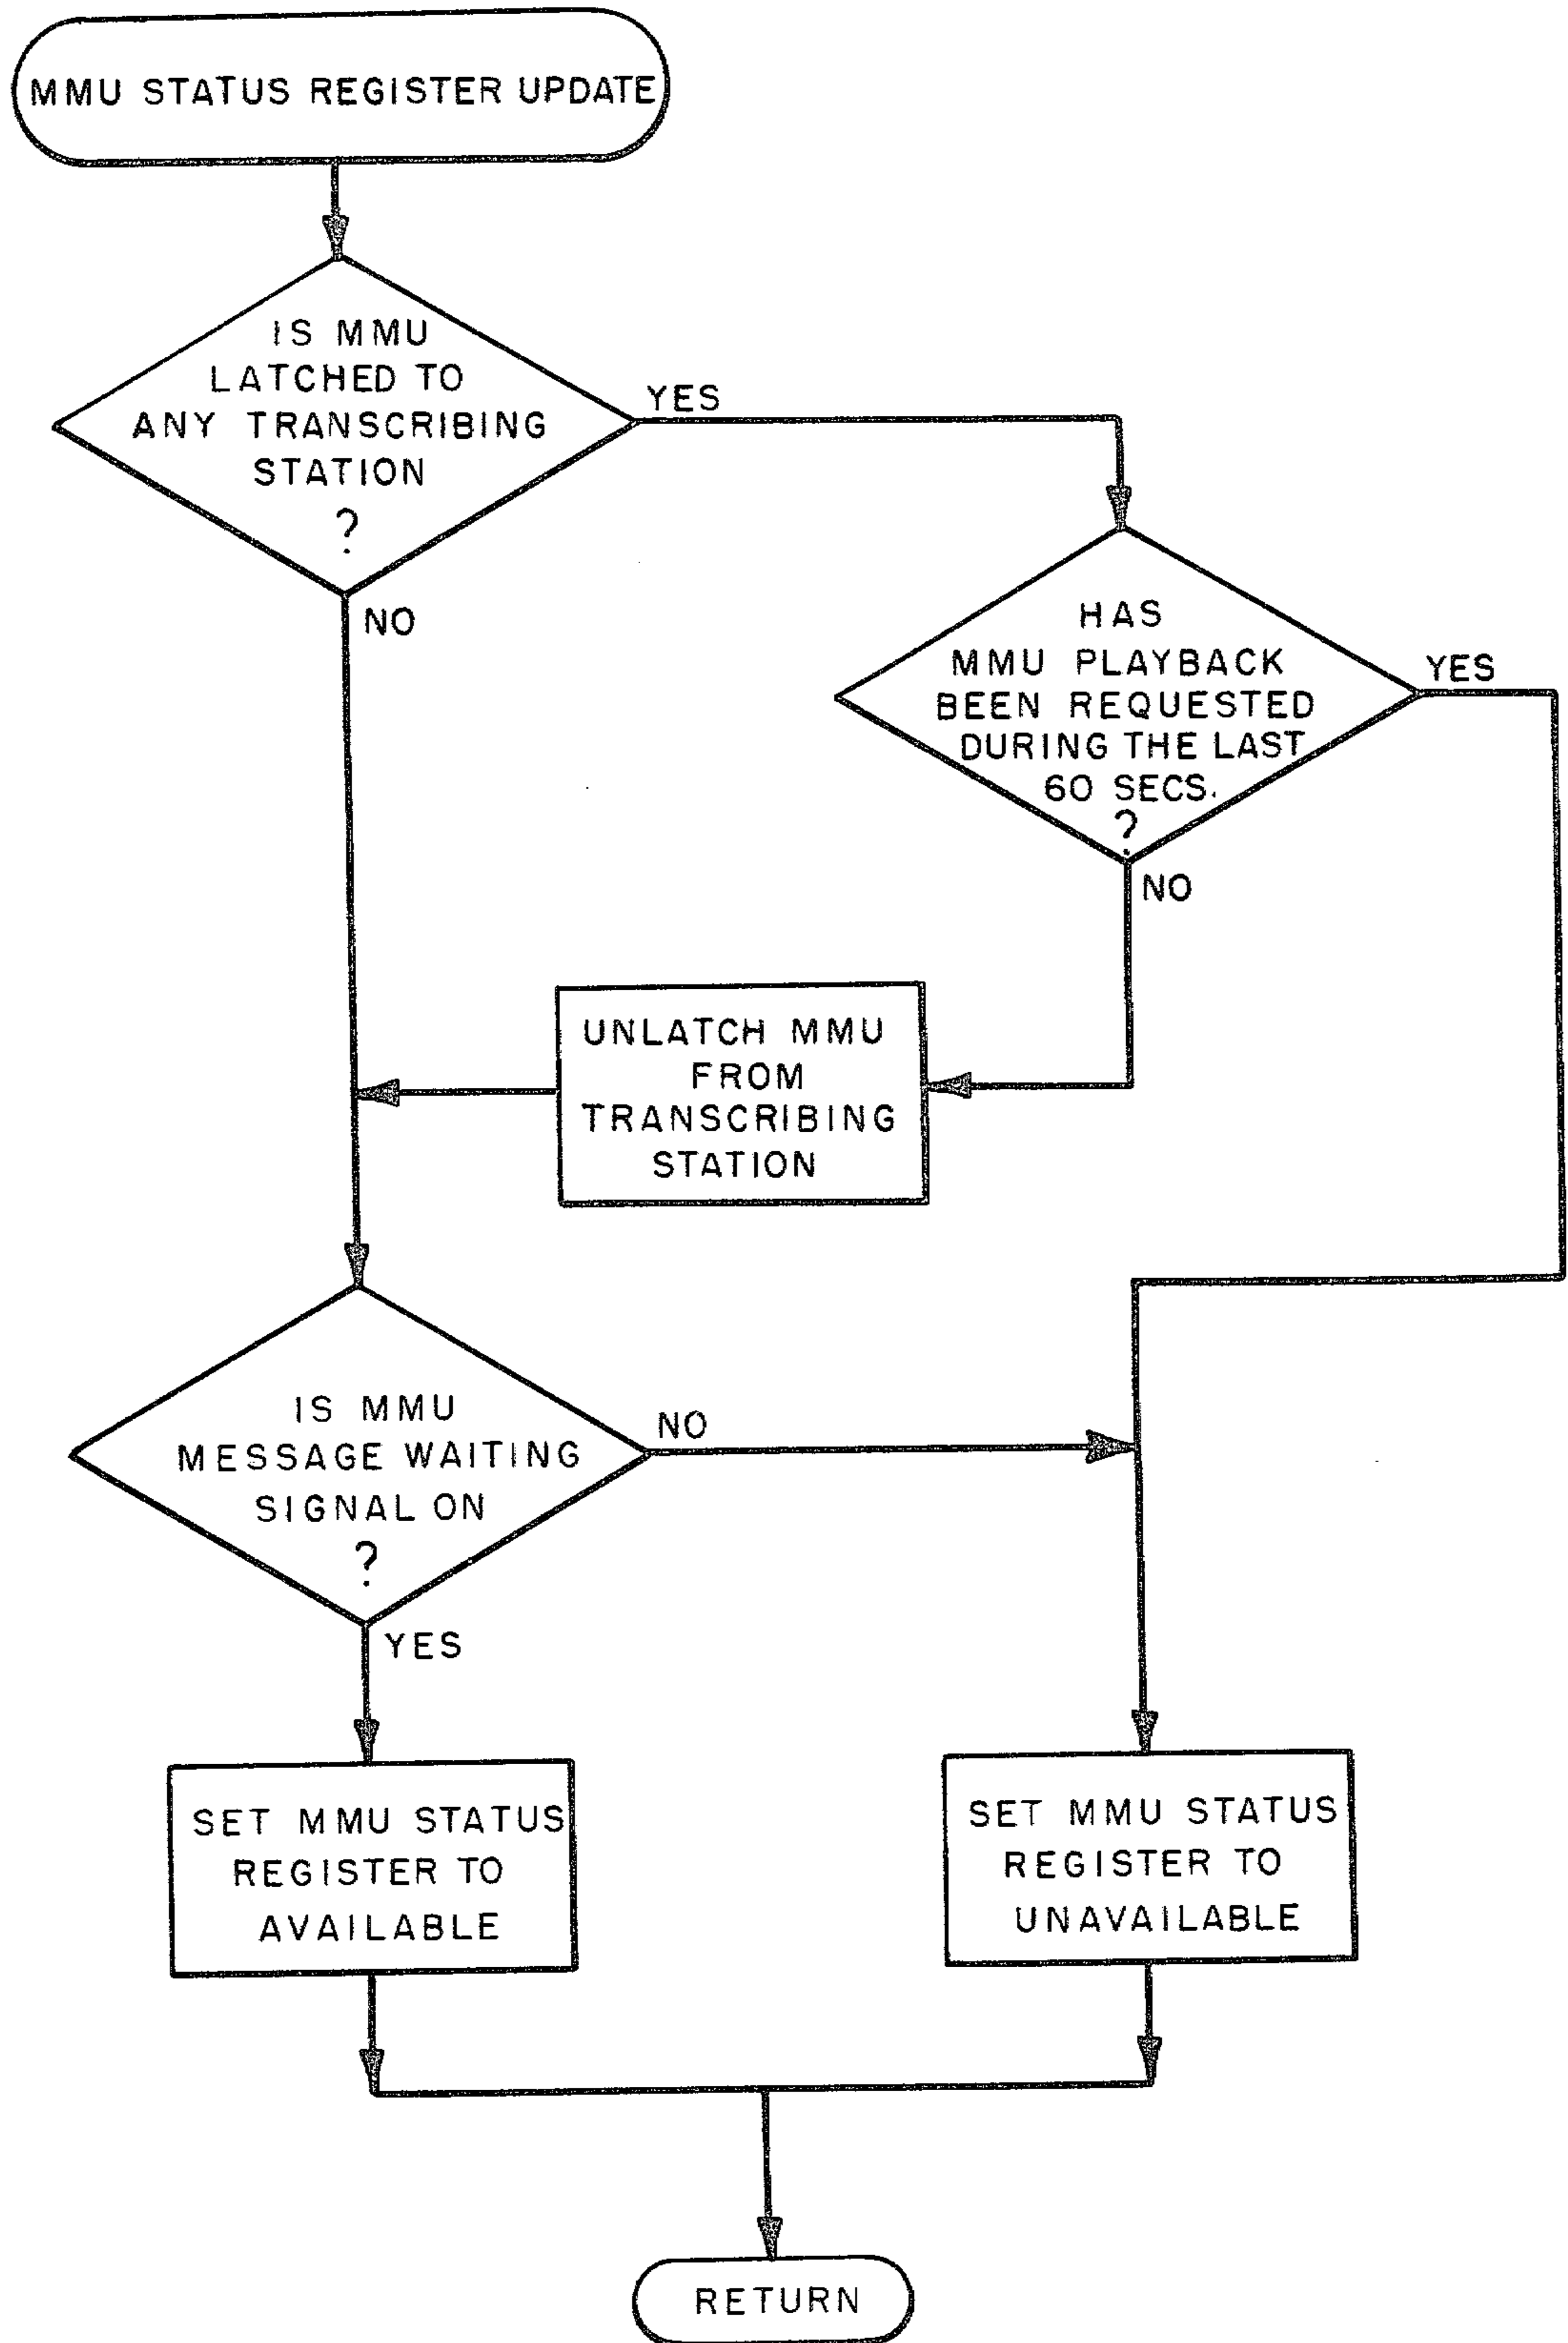 MMU STATUS REGISTER UPDATE
IS MMU
LATCHED TO
ANY TRANSCRIBING
STATION
?
YES
NO
HAS
MMU PLAYBACK
BEEN REQUESTED
DURING THE LAST
60 SECS.
?
YES
NO
UNLATCH MMU
FROM
TRANSCRIBING
STATION
IS MMU
MESSAGE WAITING
SIGNAL ON
?
NO
YES
SET MMU STATUS
REGISTER TO
AVAILABLE
SET MMU STATUS
REGISTER TO
UNAVAILABLE
RETURN